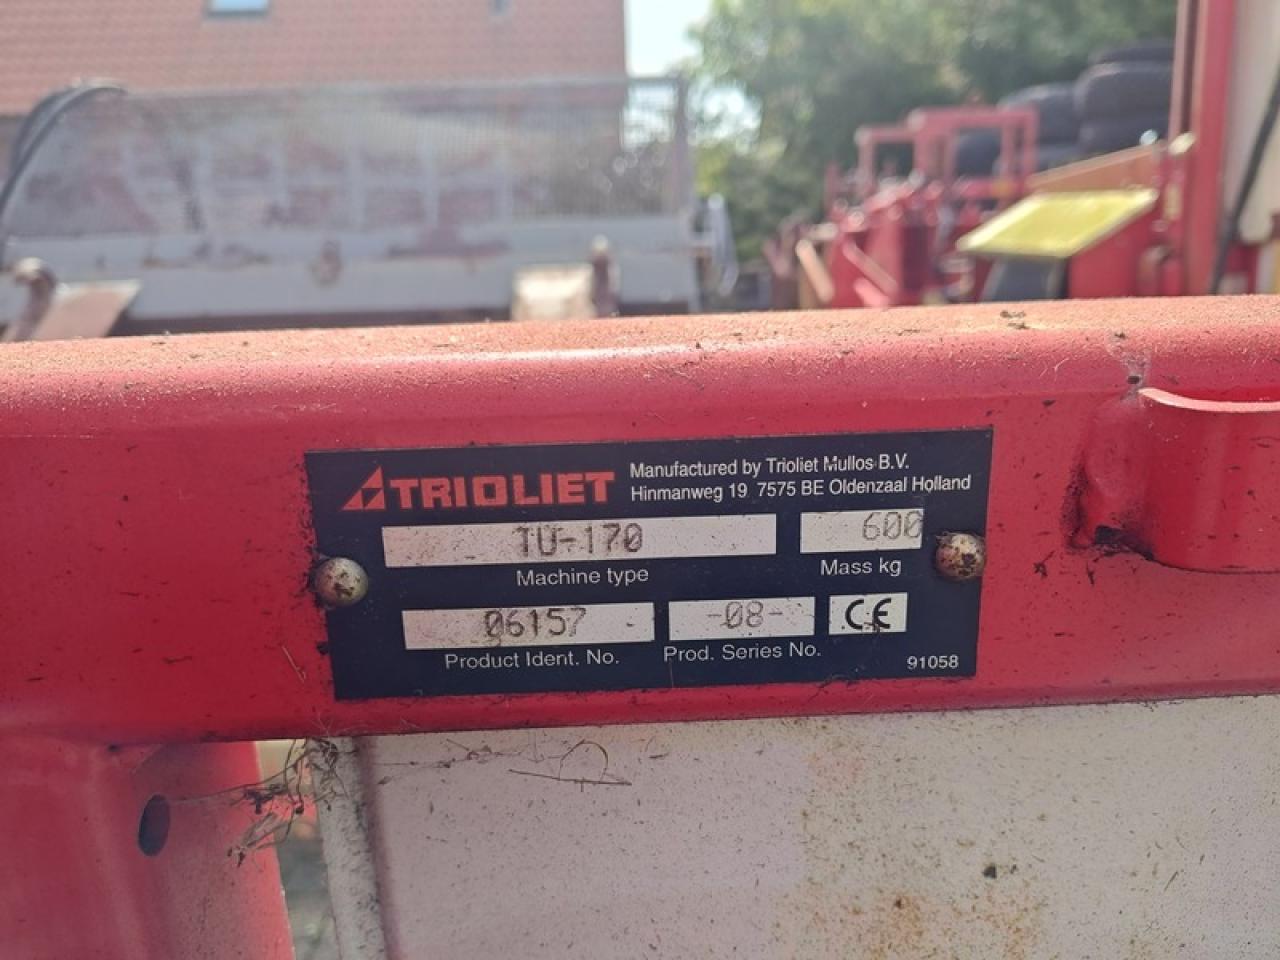 TRIOLIET
Manufactured by Trioliet Mullos B.V.
Hinmanweg 19 7575 BE Oldenzaal Holland
TU-170
600
Machine type
Mass kg
06157
-08-
CE
Product Ident. No.
Prod. Series No.
91058